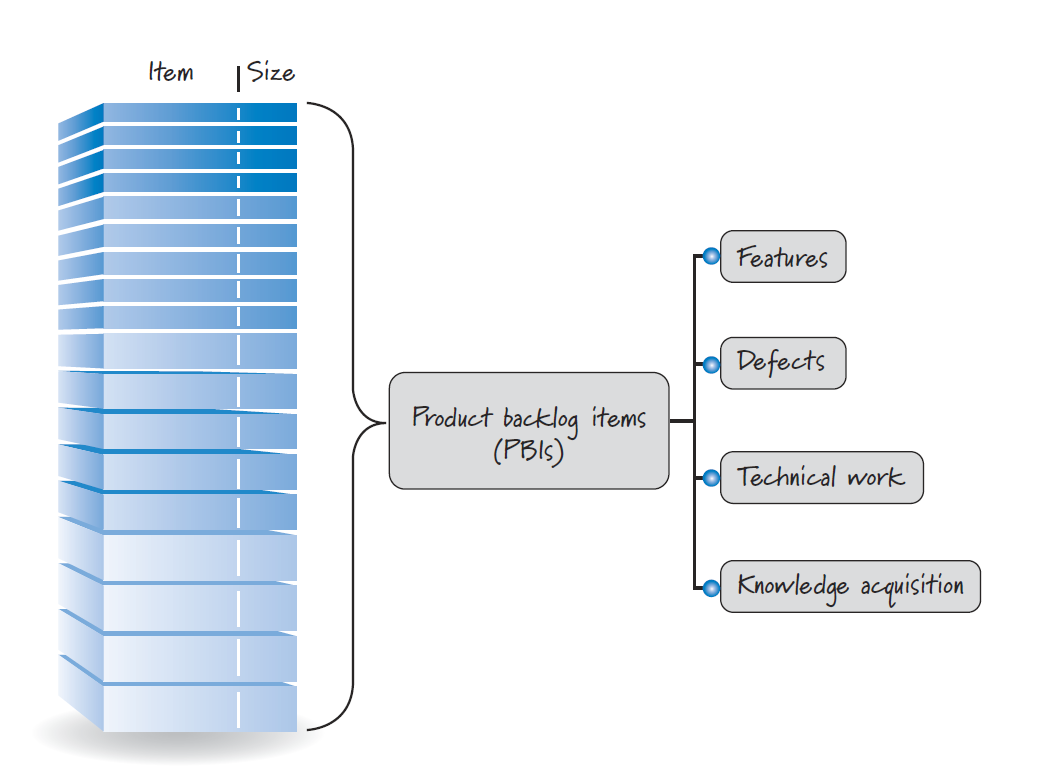 Item | Size
Features
Defects
Product backlog items
(PBIs)
Technical work
Knowledge acquisition